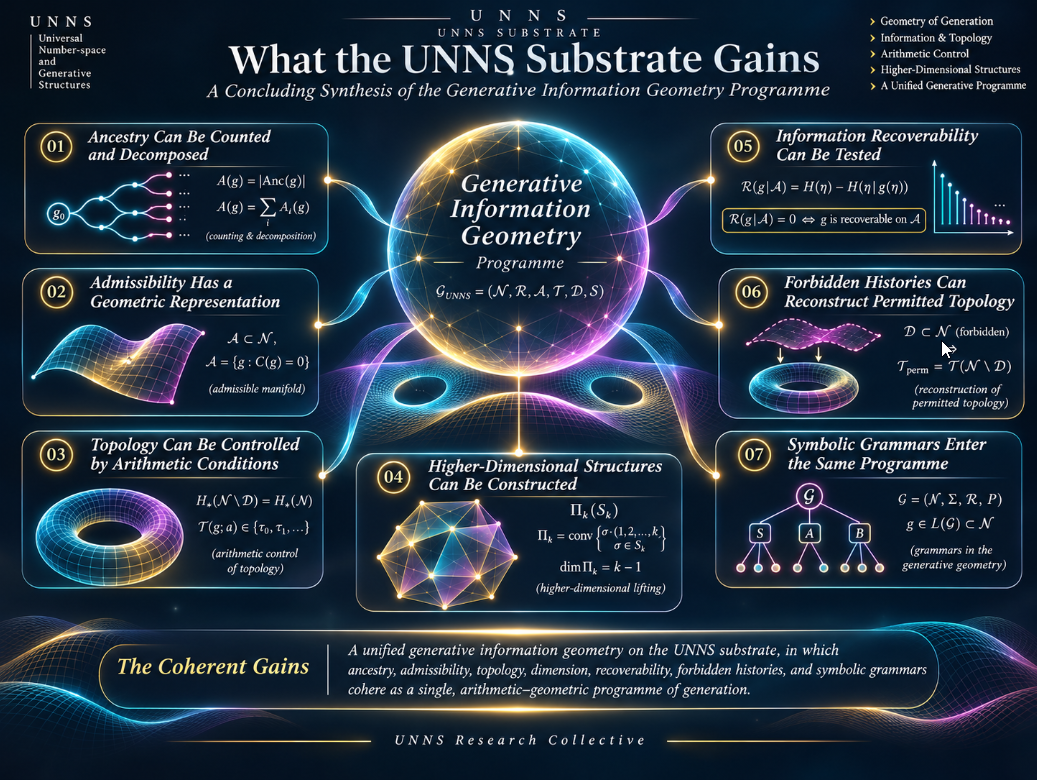 UNNS
Universal
Number-space
and
Generative
Structures
UNNS
UNNS SUBSTRATE
What the UNNS Substrate Gains
A Concluding Synthesis of the Generative Information Geometry Programme
› Geometry of Generation
› Information & Topology
› Arithmetic Control
› Higher-Dimensional Structures
› A Unified Generative Programme
01
Ancestry Can Be Counted
and Decomposed
g₀
A(g) = |Anc(g)|
A(g) = ∑ᵢ Aᵢ(g)
(counting & decomposition)
02
Admissibility Has a
Geometric Representation
𝒜 ⊂ 𝒩,
𝒜 = {g : C(g) = 0}
(admissible manifold)
03
Topology Can Be Controlled
by Arithmetic Conditions
H∗(𝒩 \ 𝒟) = H∗(𝒩)
𝒯(g; a) ∈ {τ₀, τ₁, …}
(arithmetic control
of topology)
Generative
Information
Geometry
Programme
𝒢_UNNS = (𝒩, ℛ, 𝒜, 𝒯, 𝒟, 𝒮)
04
Higher-Dimensional Structures
Can Be Constructed
Πₖ(Sₖ)
Πₖ = conv {σ·(1,2,...,k,
σ ∈ Sₖ}
dim Πₖ = k − 1
(higher-dimensional lifting)
05
Information Recoverability
Can Be Tested
ℛ(g|𝒜) = H(η) − H(η|g(η))
ℛ(g|𝒜) = 0 ⇔ g is recoverable on 𝒜
...
06
Forbidden Histories Can
Reconstruct Permitted Topology
𝒟 ⊂ 𝒩 (forbidden)
𝒯perm = 𝒯(𝒩 \ 𝒟)
(reconstruction of
permitted topology)
07
Symbolic Grammars Enter
the Same Programme
𝒢
S A B
𝒢 = (𝒩, Σ, ℛ, P)
g ∈ L(𝒢) ⊂ 𝒩
(grammars in the
generative geometry)
The Coherent Gains
A unified generative information geometry on the UNNS substrate, in which
ancestry, admissibility, topology, dimension, recoverability, forbidden histories, and symbolic grammars
cohere as a single, arithmetic–geometric programme of generation.
UNNS Research Collective